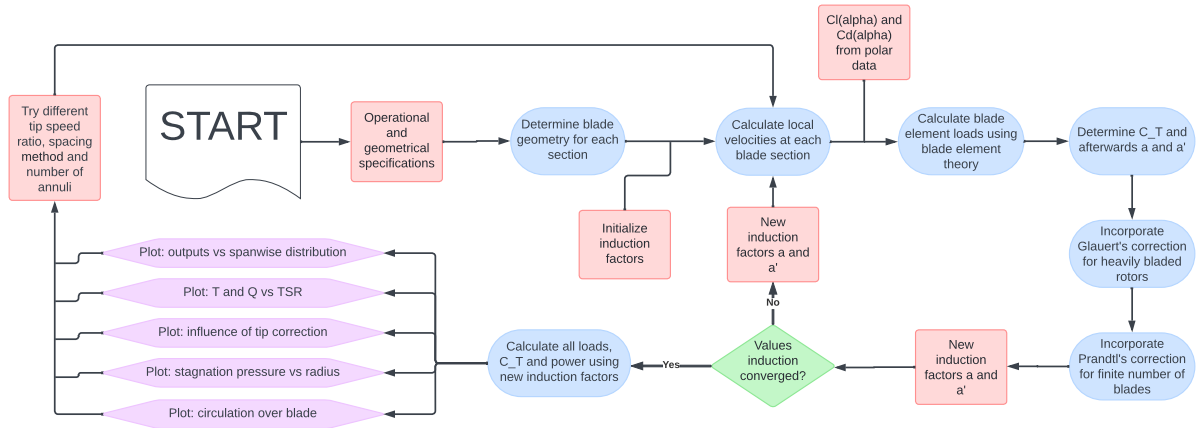 START
Operational
and
geometrical
specifications
Determine blade
geometry for each
section
Initialize
induction
factors
Calculate local
velocities at each
blade section
Cl(alpha) and
Cd(alpha)
from polar
data
Calculate blade
element loads using
blade element
theory
Determine C_T and
afterwards a and a'
Incorporate
Glauert's correction
for heavily bladed
rotors
Incorporate
Prandtl's correction
for finite number of
blades
New
induction
factors a and
a'
Values
induction
converged?
No
New
induction
factors a and
a'
Yes
Calculate all loads,
C_T and power using
new induction factors
Plot: outputs vs spanwise distribution
Plot: T and Q vs TSR
Plot: influence of tip correction
Plot: stagnation pressure vs radius
Plot: circulation over blade
Try different
tip speed
ratio, spacing
method and
number of
annuli